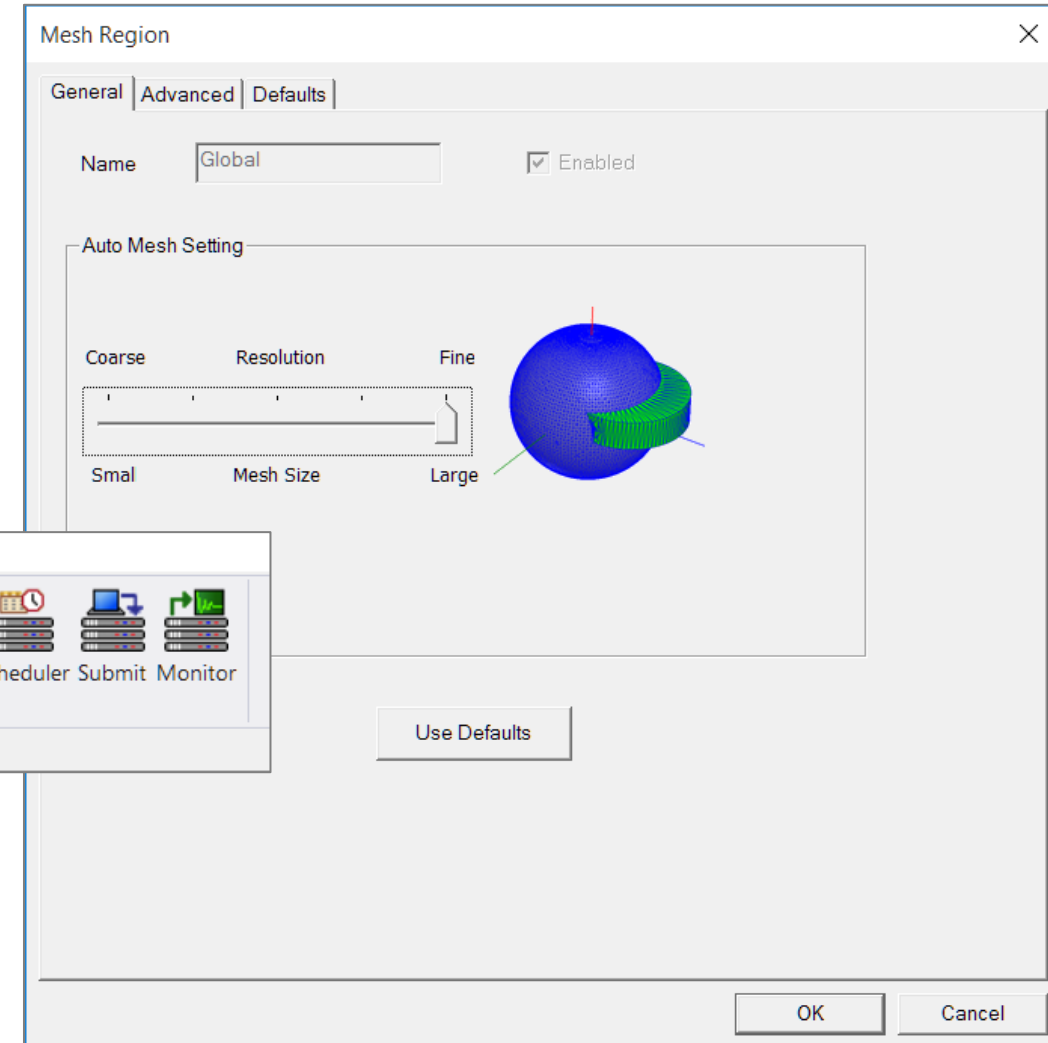 Mesh Region
General Advanced Defaults
Name Global Enabled
Auto Mesh Setting
Coarse Resolution Fine
Smal Mesh Size Large
heduler Submit Monitor
Use Defaults
OK Cancel